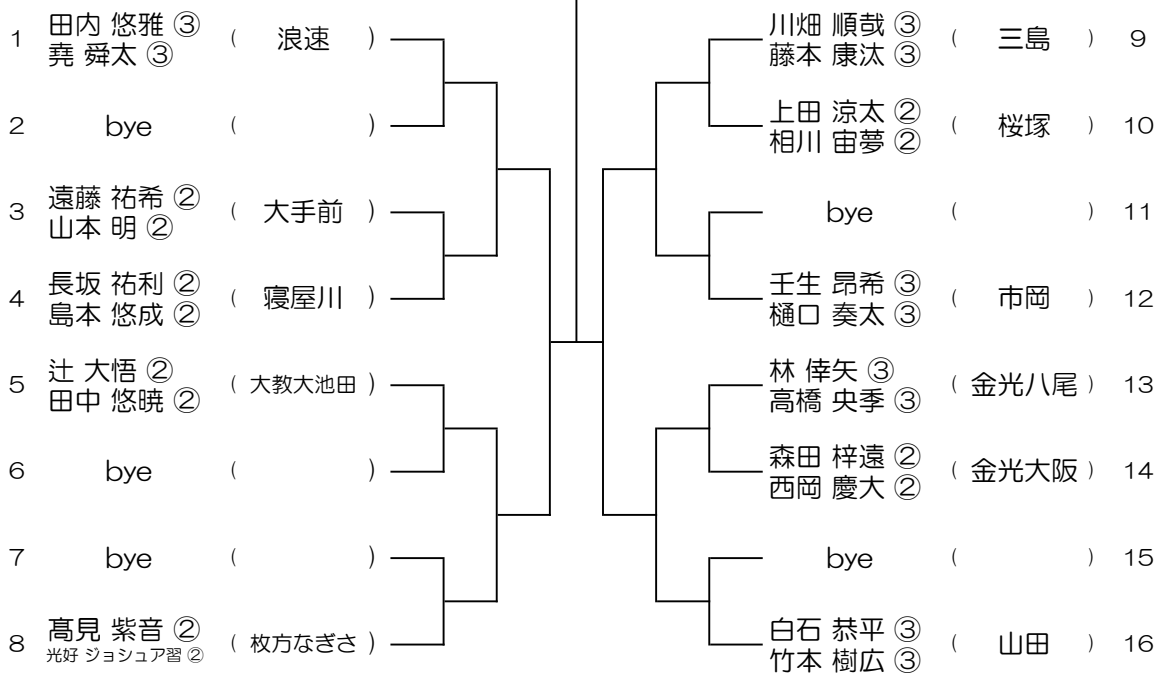 1 田内 悠雅 ③ ( 浪速 )
堯 舜太 ③
2 bye ( )
3 遠藤 祐希 ② ( 大手前 )
山本 明 ②
4 長坂 祐利 ② ( 寝屋川 )
島本 悠成 ②
5 辻 大悟 ② ( 大教大池田 )
田中 悠暁 ②
6 bye ( )
7 bye ( )
8 髙見 紫音 ② ( 枚方なぎさ )
光好 ジョシュア習 ②
川畑 順哉 ③ ( 三島 ) 9
藤本 康汰 ③
上田 涼太 ② ( 桜塚 ) 10
相川 宙夢 ②
bye ( ) 11
壬生 昂希 ③ ( 市岡 ) 12
樋口 奏太 ③
林 倖矢 ③ ( 金光八尾 ) 13
高橋 央季 ③
森田 梓遠 ② ( 金光大阪 ) 14
西岡 慶大 ②
bye ( ) 15
白石 恭平 ③ ( 山田 ) 16
竹本 樹広 ③